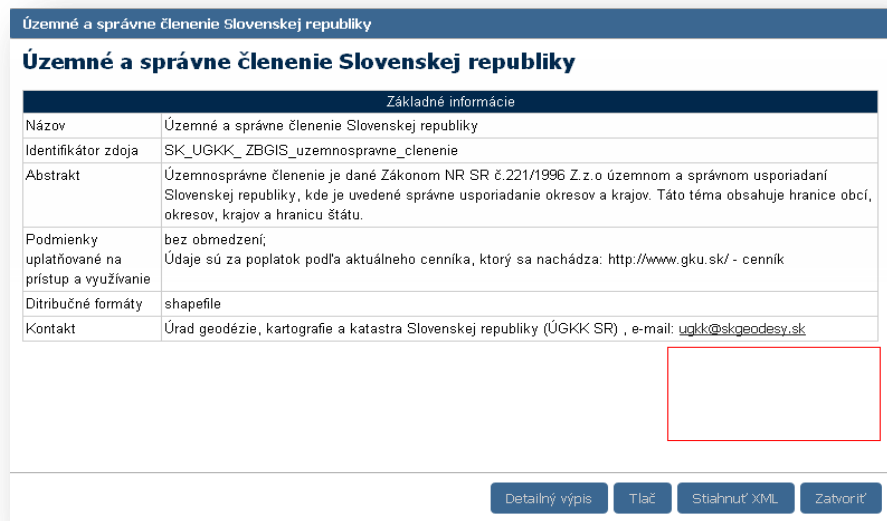 Územné a správne členenie Slovenskej republiky
Územné a správne členenie Slovenskej republiky
Základné informácie
Názov Územné a správne členenie Slovenskej republiky
Identifikátor zdoja SK_UGKK_ ZBGIS_uzemnospravne_clenenie
Abstrakt Územnosprávne členenie je dané Zákonom NR SR č.221/1996 Z.z.o územnom a správnom usporiadaní
Slovenskej republiky, kde je uvedené správne usporiadanie okresov a krajov. Táto téma obsahuje hranice obcí,
okresov, krajov a hranicu štátu.
Podmienky bez obmedzení;
uplatňované na Údaje sú za poplatok podľa aktuálneho cenníka, ktorý sa nachádza: http://www.gku.sk/ - cenník
prístup a využívanie
Ditribučné formáty shapefile
Kontakt Úrad geodézie, kartografie a katastra Slovenskej republiky (ÚGKK SR) , e-mail: ugkk@skgeodesy.sk
Detailný výpis Tlač Stiahnuť XML Zatvoriť